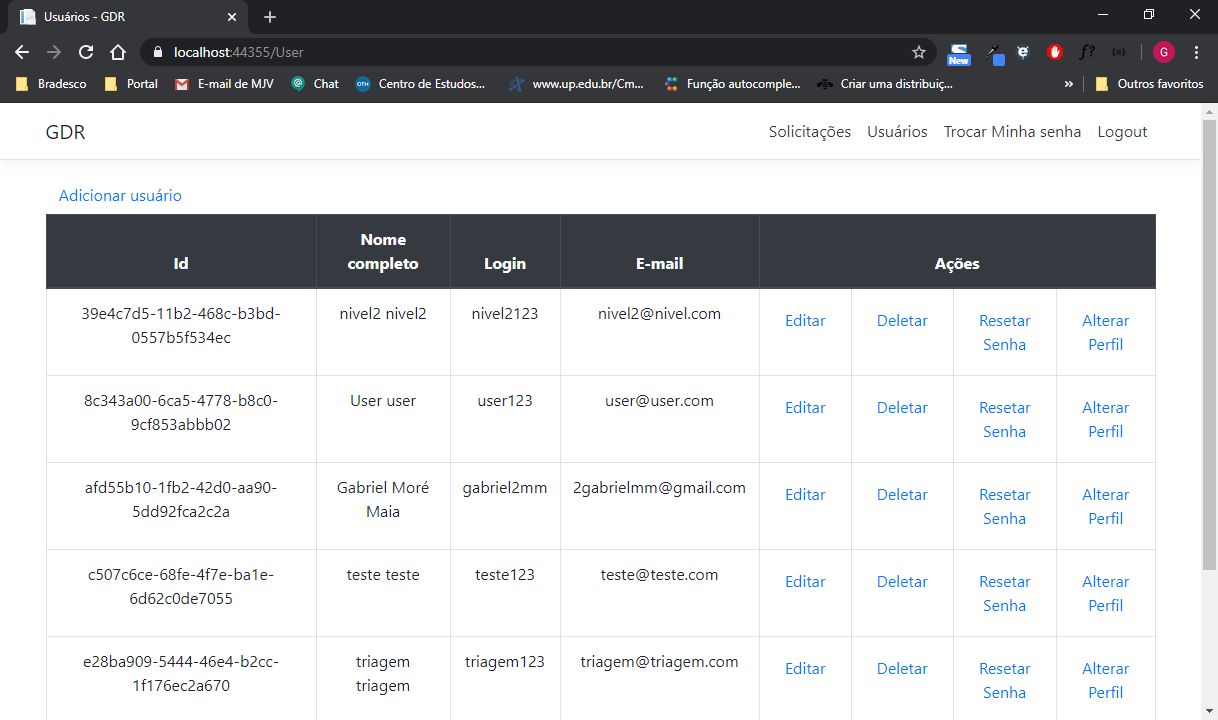 Usuários - GDR
localhost:44355/User
New
f?
G
Bradesco
Portal
E-mail de MJV
Chat
OTH
Centro de Estudos...
www.up.edu.br/Cm...
Função autocomple...
Criar uma distribuiç...
»
Outros favoritos
GDR
Solicitações
Usuários
Trocar Minha senha
Logout
Adicionar usuário
Id
Nome
completo
Login
E-mail
Ações
39e4c7d5-11b2-468c-b3bd-
0557b5f534ec
nivel2 nivel2
nivel2123
nivel2@nivel.com
Editar
Deletar
Resetar
Senha
Alterar
Perfil
8c343a00-6ca5-4778-b8c0-
9cf853abbb02
User user
user123
user@user.com
Editar
Deletar
Resetar
Senha
Alterar
Perfil
afd55b10-1fb2-42d0-aa90-
5dd92fca2c2a
Gabriel Moré
Maia
gabriel2mm
2gabrielmm@gmail.com
Editar
Deletar
Resetar
Senha
Alterar
Perfil
c507c6ce-68fe-4f7e-ba1e-
6d62c0de7055
teste teste
teste123
teste@teste.com
Editar
Deletar
Resetar
Senha
Alterar
Perfil
e28ba909-5444-46e4-b2cc-
1f176ec2a670
triagem
triagem
triagem123
triagem@triagem.com
Editar
Deletar
Resetar
Senha
Alterar
Perfil